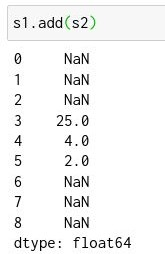 s1.add(s2)
0 NaN
1 NaN
2 NaN
3 25.0
4 4.0
5 2.0
6 NaN
7 NaN
8 NaN
dtype: float64